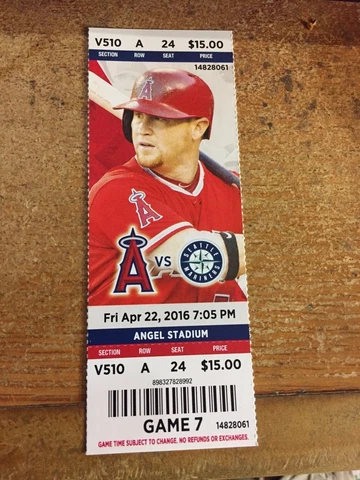 V510 A 24 $15.00
SECTION ROW SEAT PRICE
14828061
A
A
A VS SEATTLE MARINERS
Fri Apr 22, 2016 7:05 PM
ANGEL STADIUM
SECTION ROW SEAT PRICE
V510 A 24 $15.00
898327828992
GAME 7 14828061
GAME TIME SUBJECT TO CHANGE. NO REFUNDS OR EXCHANGES.